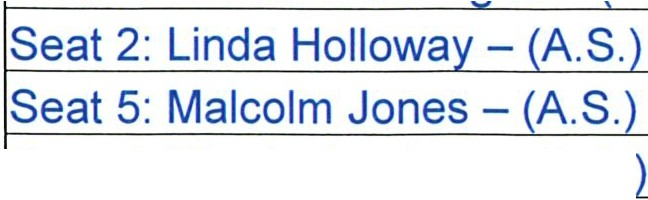 Seat 2: Linda Holloway – (A.S.)
Seat 5: Malcolm Jones – (A.S.)
)